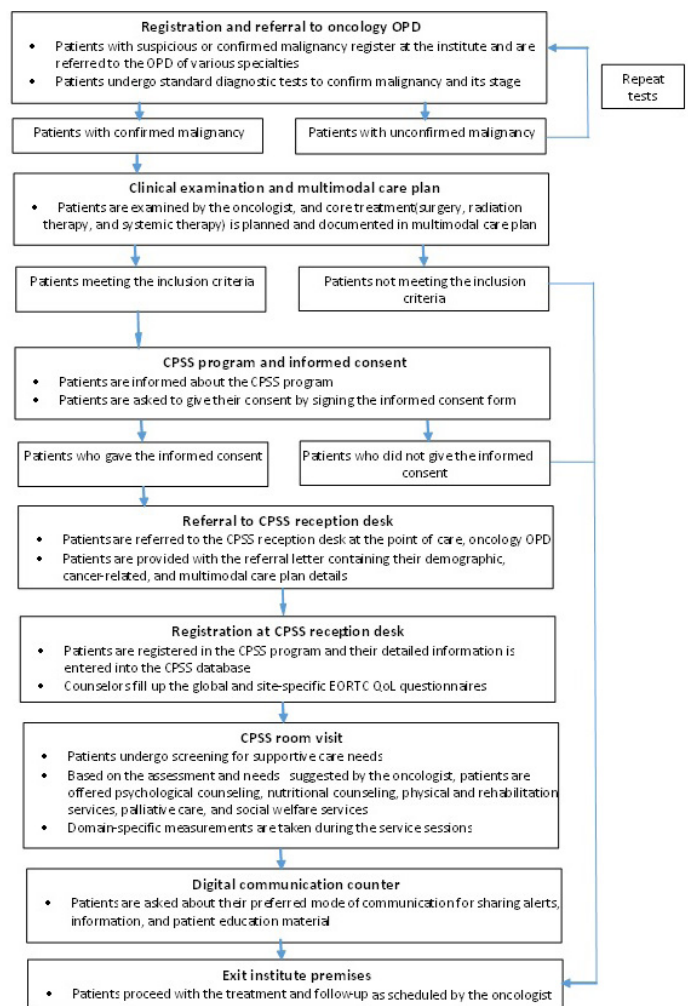 Registration and referral to oncology OPD
• Patients with suspicious or confirmed malignancy register at the institute and are
referred to the OPD of various specialties
• Patients undergo standard diagnostic tests to confirm malignancy and its stage
Repeat
tests
Patients with confirmed malignancy
Patients with unconfirmed malignancy
Clinical examination and multimodal care plan
• Patients are examined by the oncologist, and core treatment(surgery, radiation
therapy, and systemic therapy) is planned and documented in multimodal care plan
Patients meeting the inclusion criteria
Patients not meeting the inclusion
criteria
CPSS program and informed consent
• Patients are informed about the CPSS program
• Patients are asked to give their consent by signing the informed consent form
Patients who gave the informed consent
Patients who did not give the informed
consent
Referral to CPSS reception desk
• Patients are referred to the CPSS reception desk at the point of care, oncology OPD
• Patients are provided with the referral letter containing their demographic,
cancer-related, and multimodal care plan details
Registration at CPSS reception desk
• Patients are registered in the CPSS program and their detailed information is
entered into the CPSS database
• Counselors fill up the global and site-specific EORTC QoL questionnaires
CPSS room visit
• Patients undergo screening for supportive care needs
• Based on the assessment and needs suggested by the oncologist, patients are
offered psychological counseling, nutritional counseling, physical and rehabilitation
services, palliative care, and social welfare services
• Domain-specific measurements are taken during the service sessions
Digital communication counter
• Patients are asked about their preferred mode of communication for sharing alerts,
information, and patient education material
Exit institute premises
• Patients proceed with the treatment and follow-up as scheduled by the oncologist